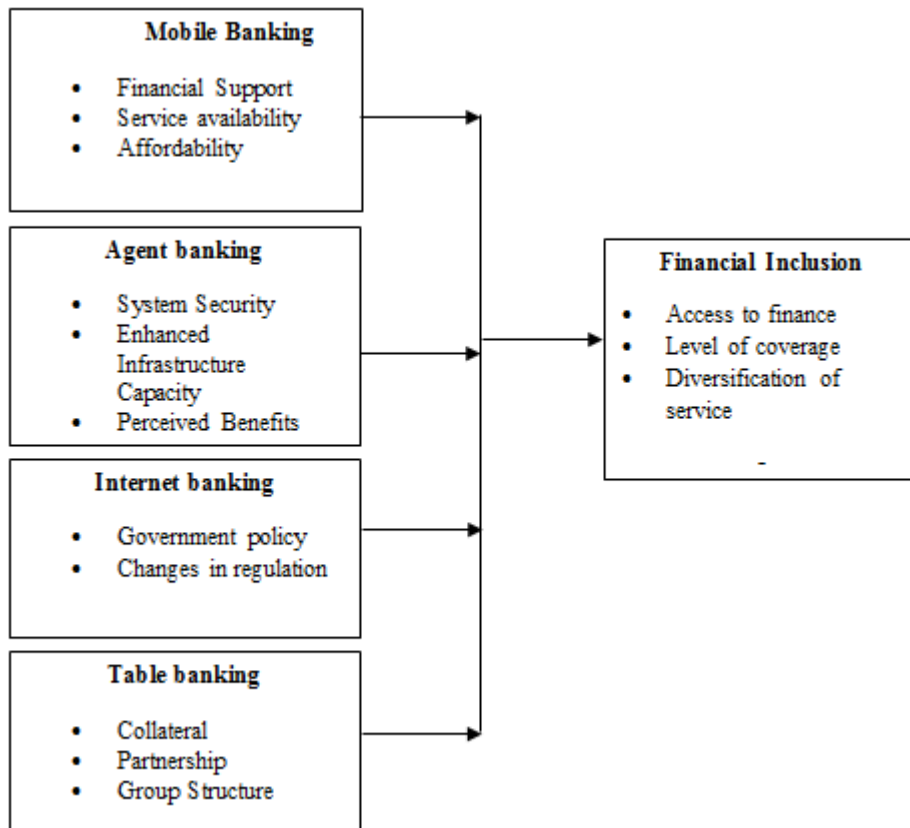 Mobile Banking
• Financial Support
• Service availability
• Affordability
Agent banking
• System Security
• Enhanced
Infrastructure
Capacity
• Perceived Benefits
Internet banking
• Government policy
• Changes in regulation
Table banking
• Collateral
• Partnership
• Group Structure
Financial Inclusion
• Access to finance
• Level of coverage
• Diversification of
service
-